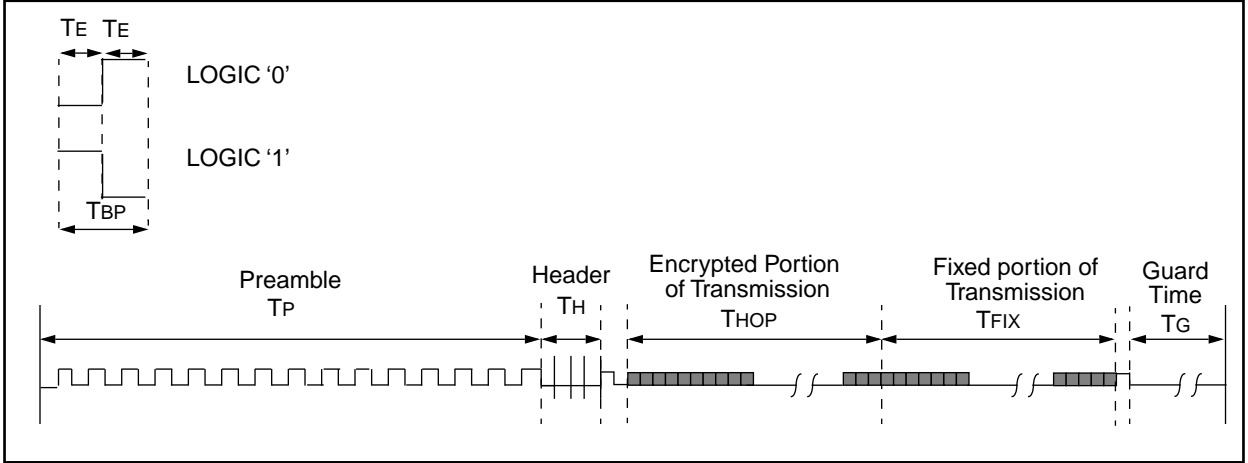 TE TE
LOGIC ‘0’
LOGIC ‘1’
TBP
Preamble
TP
Header
TH
Encrypted Portion
of Transmission
THOP
Fixed portion of
Transmission
TFIX
Guard
Time
TG